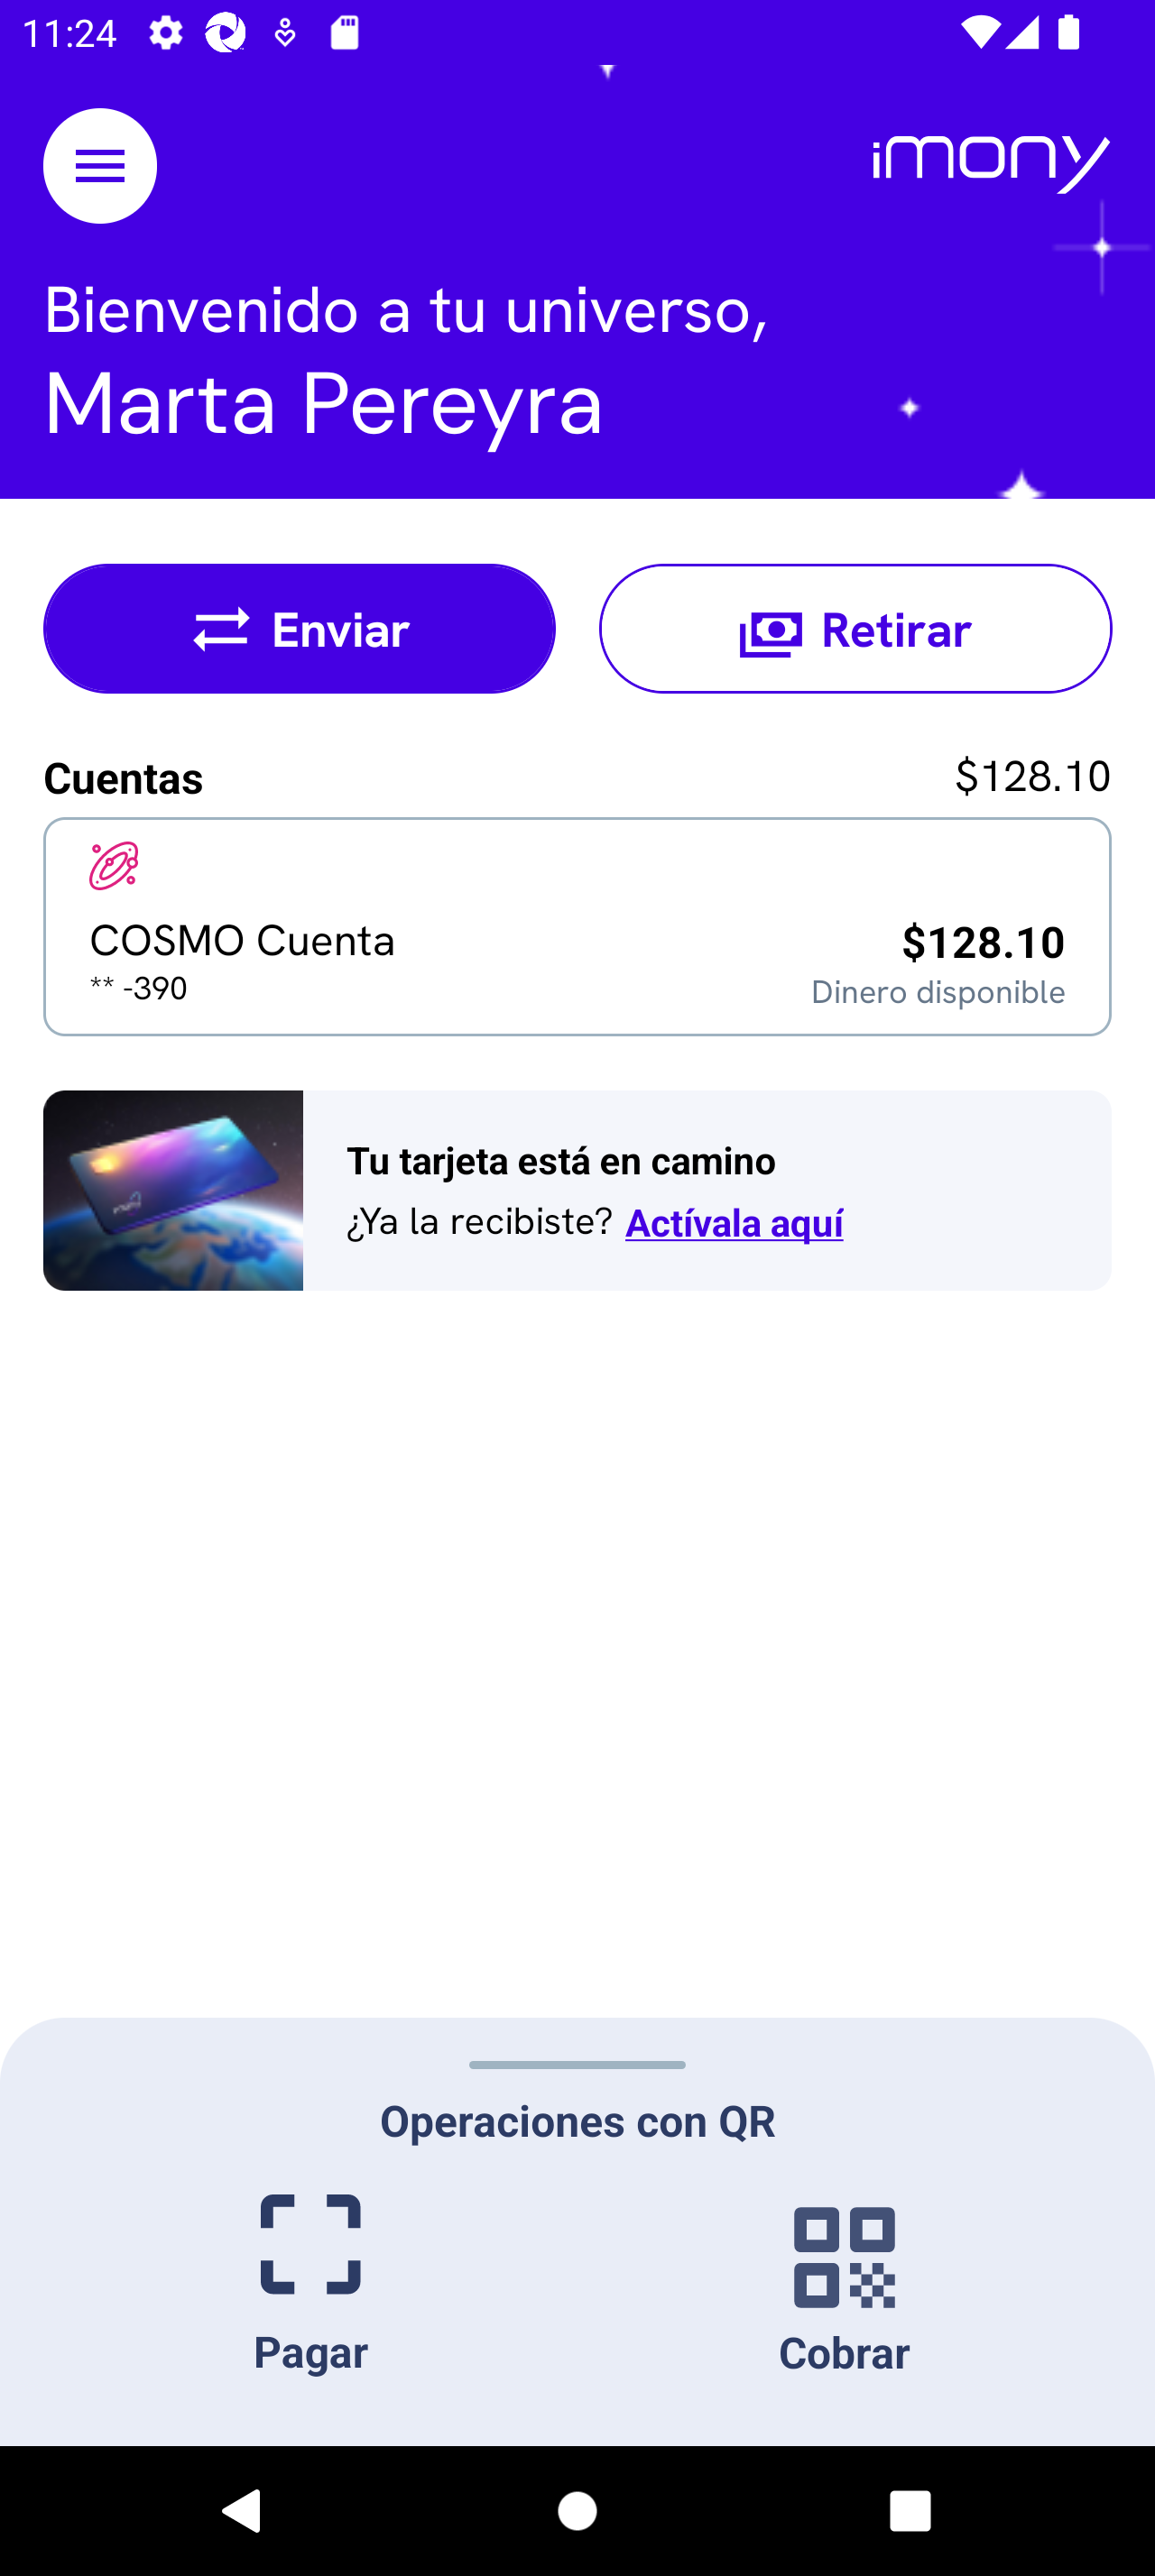 11:24
imony
Bienvenido a tu universo,
Marta Pereyra
Enviar
Retirar
Cuentas
$128.10
COSMO Cuenta
$128.10
** -390
Dinero disponible
Tu tarjeta está en camino
¿Ya la recibiste? Actívala aquí
Operaciones con QR
Pagar
Cobrar